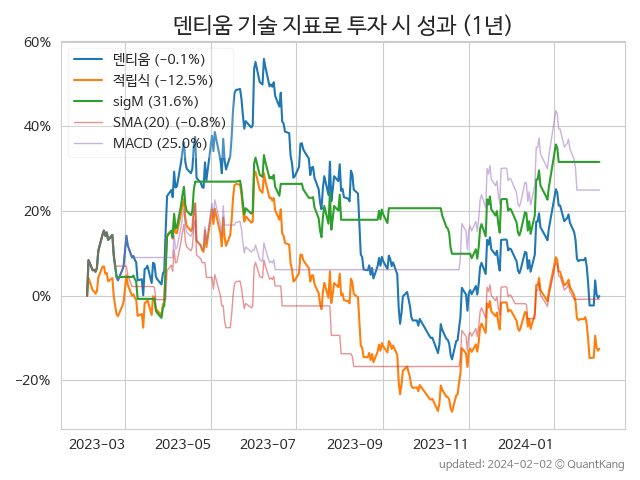 덴티움 기술 지표로 투자 시 성과 (1년)
60%
40%
20%
0%
−20%
덴티움 (−0.1%)
적립식 (−12.5%)
sigM (31.6%)
SMA(20) (−0.8%)
MACD (25.0%)
2023−03 2023−05 2023−07 2023−09 2023−11 2024−01
updated: 2024−02−02 © QuantKang